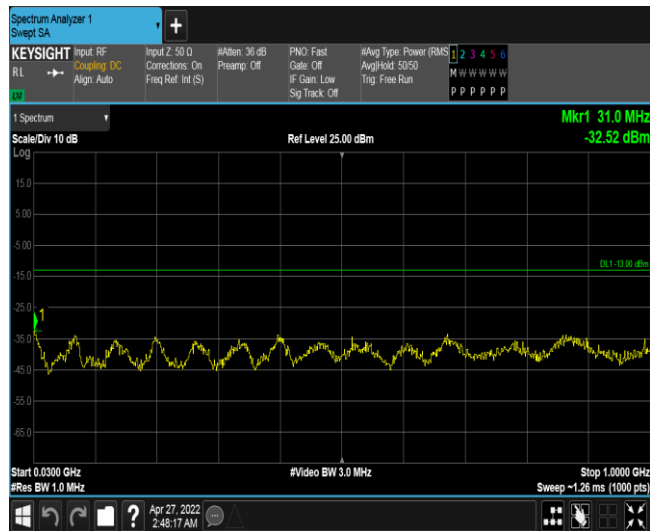 Spectrum Analyzer 1
Swept SA
+
KEYSIGHT Input: RF Input Z: 50 Ω #Atten: 36 dB PNO: Fast #Avg Type: Power (RMS 1 2 3 4 5 6
RL Coupling: DC Corrections: On Preamp: Off Gate: Off Avg|Hold: 50/50 M W W W W W
Align: Auto Freq Ref: Int (S) IF Gain: Low Trig: Free Run
Sig Track: Off P P P P P P
1 Spectrum Mkr1 31.0 MHz
Scale/Div 10 dB Ref Level 25.00 dBm -32.52 dBm
Log
15.0
5.00
-5.00
DL1 -13.00 dBm
-15.0
-25.0
1
-35.0
-45.0
-55.0
-65.0
Start 0.0300 GHz #Video BW 3.0 MHz Stop 1.0000 GHz
#Res BW 1.0 MHz Sweep ~1.26 ms (1000 pts)
? Apr 27, 2022
2:48:17 AM